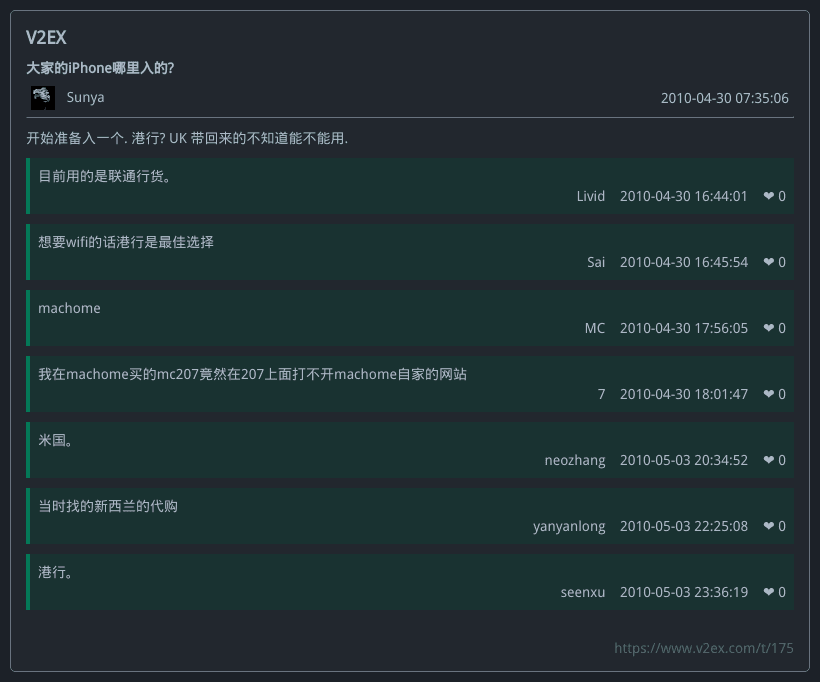 V2EX
大家的iPhone哪里入的?
Sunya 2010-04-30 07:35:06
开始准备入一个. 港行? UK 带回来的不知道能不能用.
目前用的是联通行货。
Livid 2010-04-30 16:44:01 ❤ 0
想要wifi的话港行是最佳选择
Sai 2010-04-30 16:45:54 ❤ 0
machome
MC 2010-04-30 17:56:05 ❤ 0
我在machome买的mc207竟然在207上面打不开machome自家的网站
7 2010-04-30 18:01:47 ❤ 0
米国。
neozhang 2010-05-03 20:34:52 ❤ 0
当时找的新西兰的代购
yanyanlong 2010-05-03 22:25:08 ❤ 0
港行。
seenxu 2010-05-03 23:36:19 ❤ 0
https://www.v2ex.com/t/175